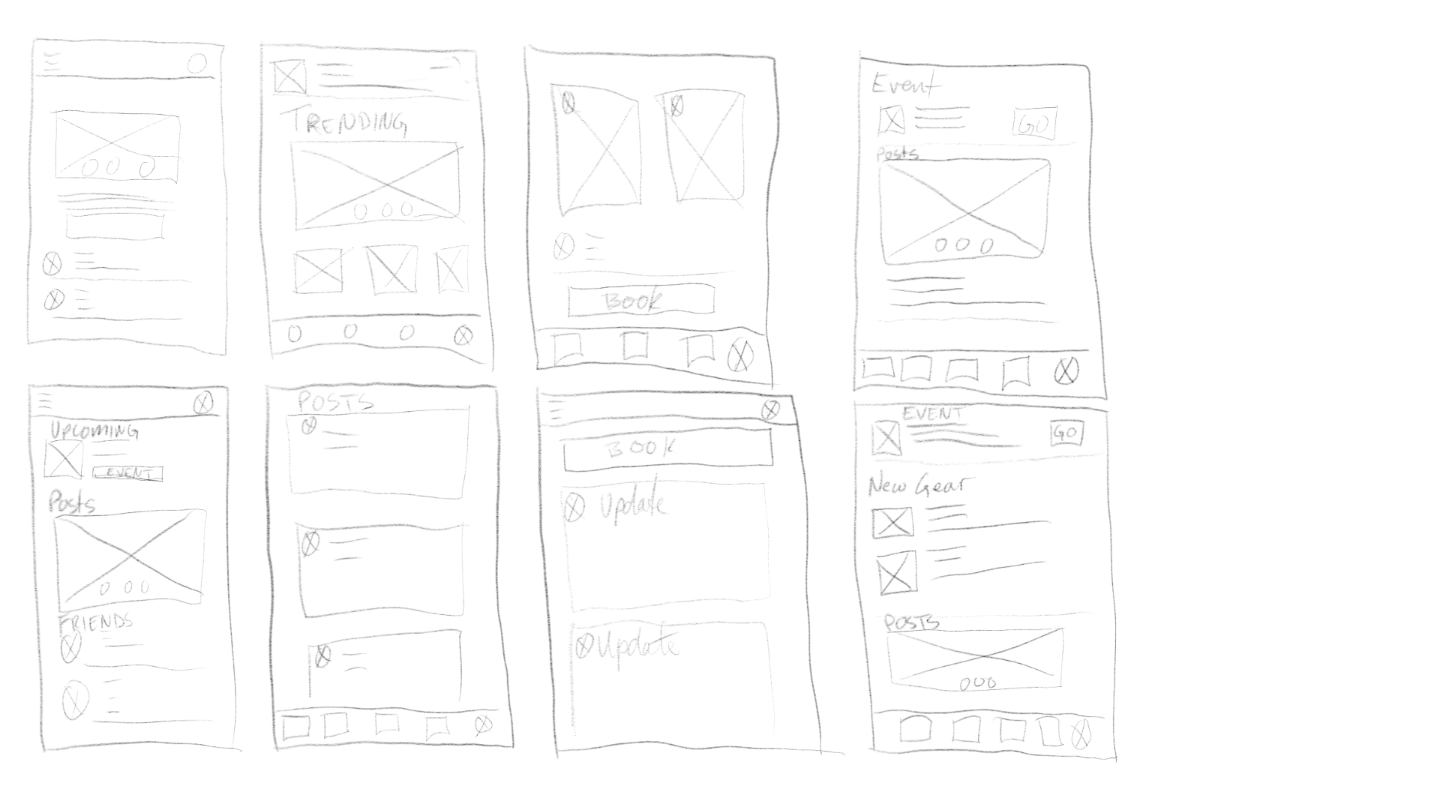 TRENDING
BOOK
Event
GO
Posts
UPCOMING
EVENT
Posts
FRIENDS
POSTS
BOOK
Update
Update
EVENT
GO
New Gear
POSTS